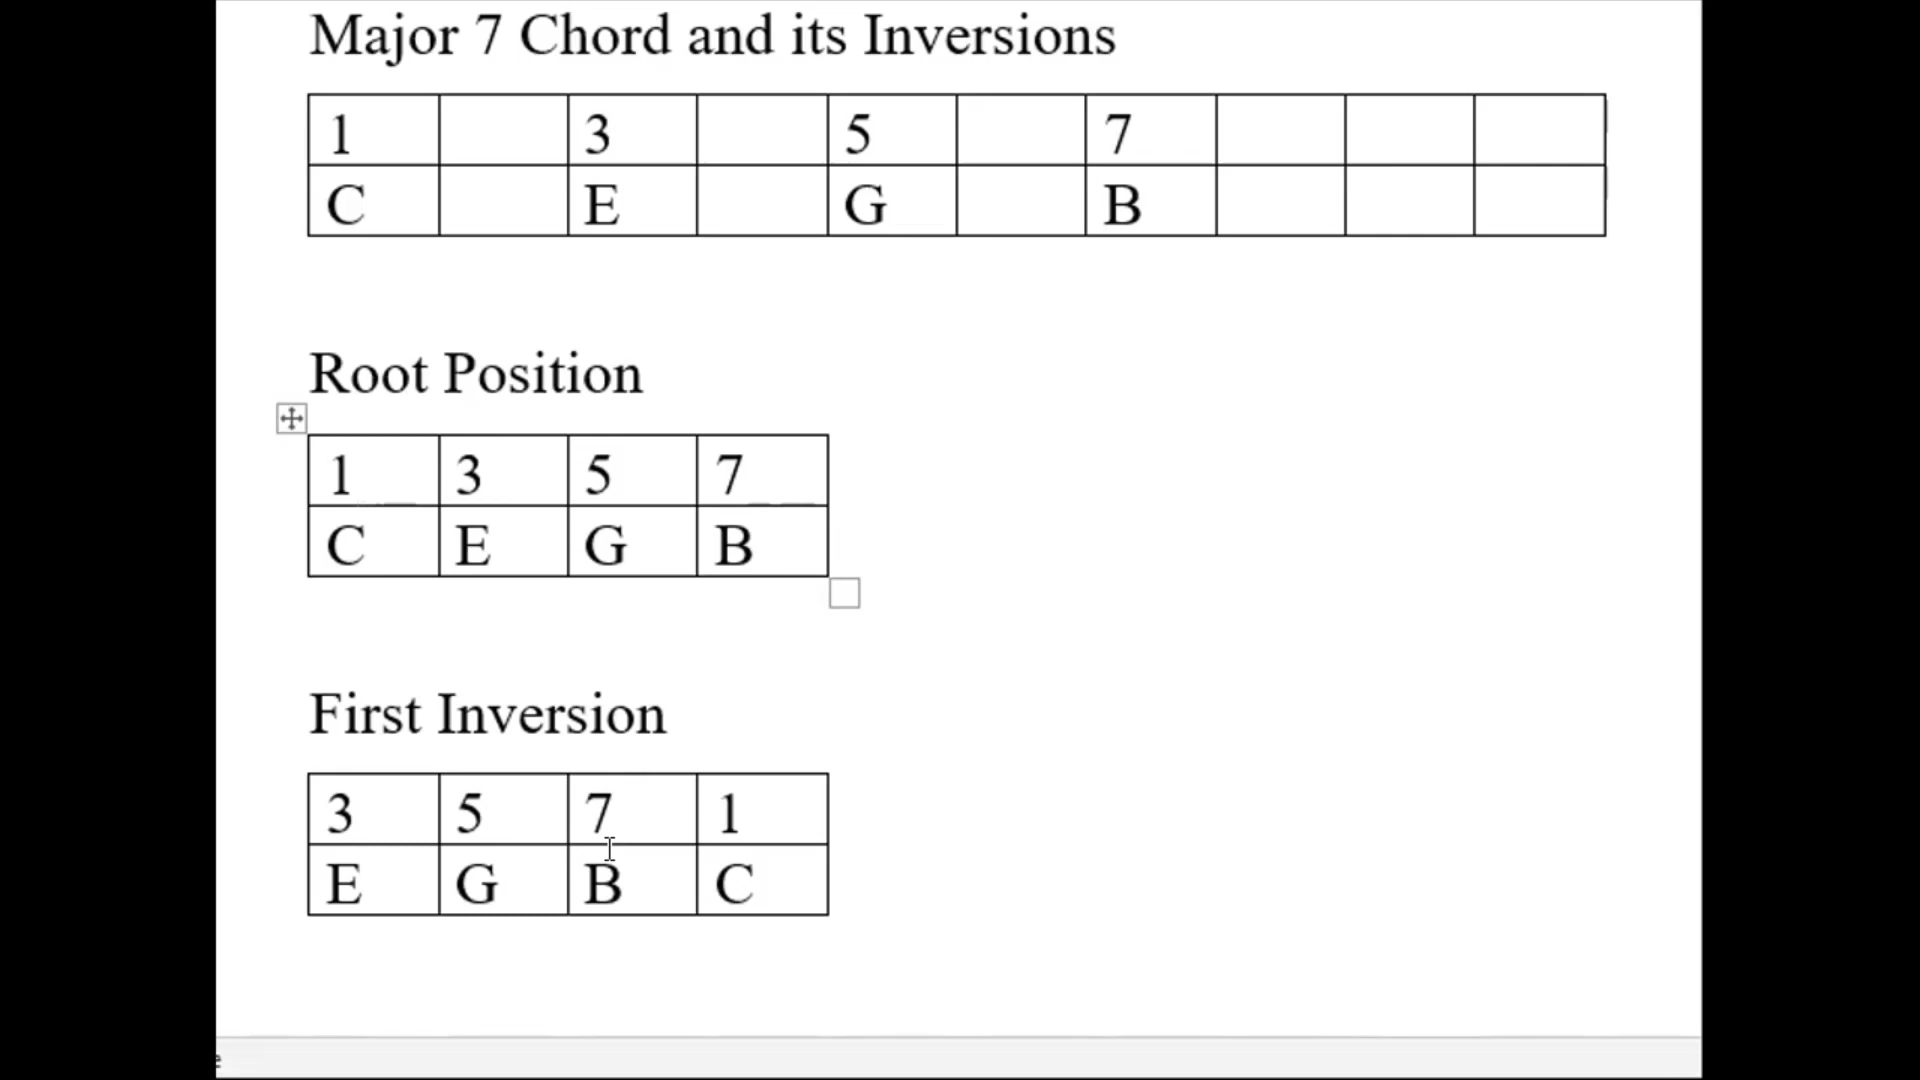 Major 7 Chord and its Inversions
1 3 5 7
C E G B
Root Position
1 3 5 7
C E G B
First Inversion
3 5 7 1
E G B C